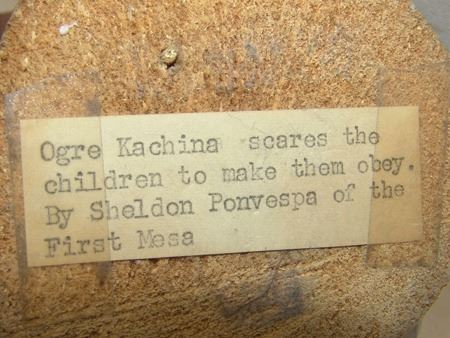 Ogre Kachina scares the
children to make them obey.
By Sheldon Ponvespa of the
First Mesa